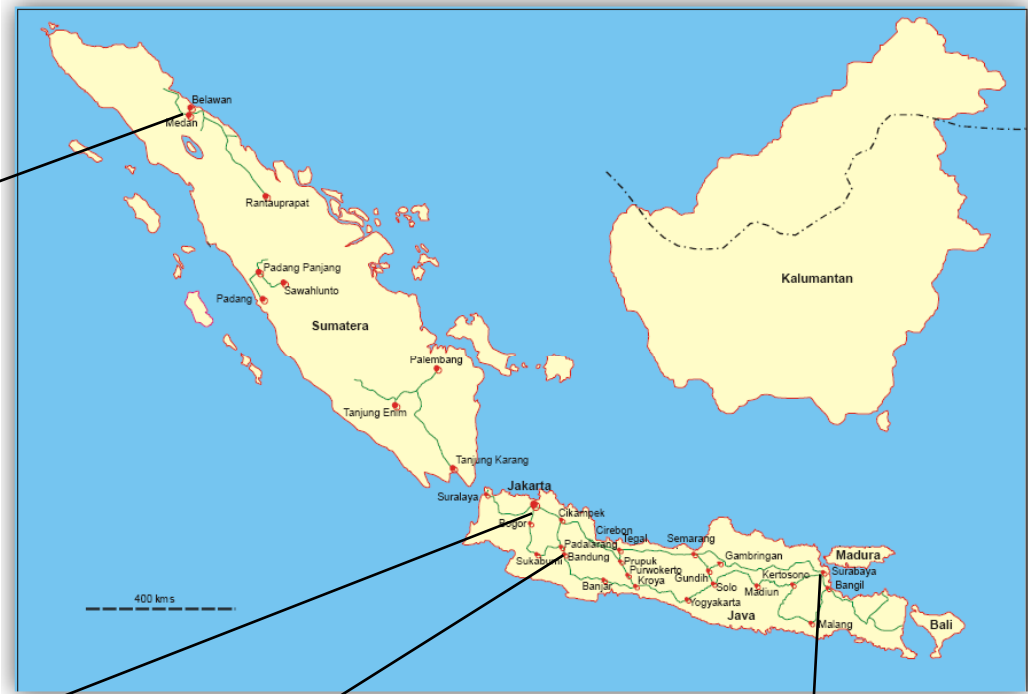 Belawan
Medan
Rantauprapat
Padang Panjang
Sawahlunto
Padang
Sumatera
Kalumantan
Palembang
Tanjung Enim
Tanjung Karang
Suralaya
Jakarta
Bogor
Cikampek
Cirebon
Tegal
Semarang
Padalarang
Bandung
Sukabumi
Prupuk
Purwokerto
Kroya
Banjar
Gambringan
Gundih
Solo
Yogyakarta
Kertosono
Madiun
Madura
Surabaya
Bangil
Malang
Java
Bali
400 kms